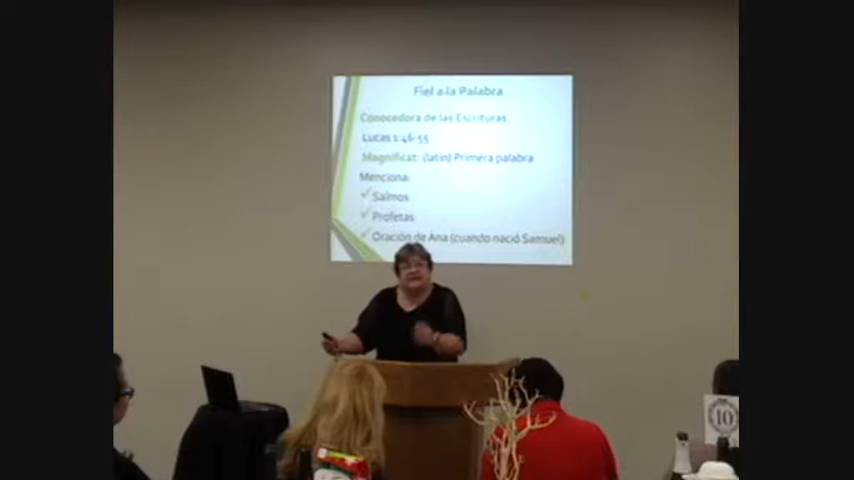 Fiel a la Palabra
Conocedora de las Escrituras
Lucas 1:46-55
Magnificat: (latin) Primera palabra
Menciona:
✓ Salmos
✓ Profetas
✓ Oración de Ana (cuando nació Samuel)
10